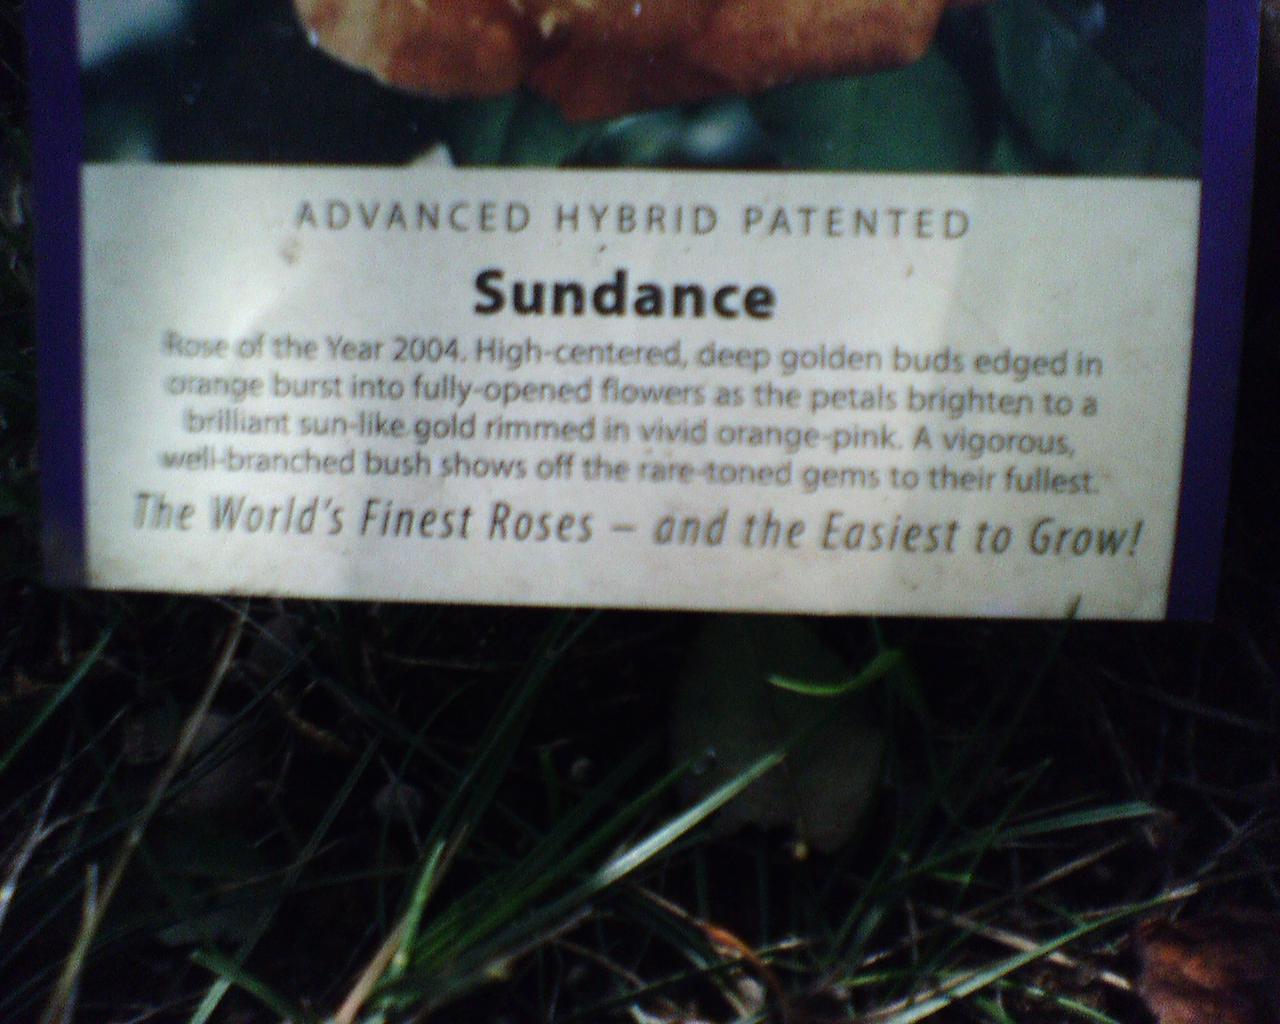 ADVANCED HYBRID PATENTED
Sundance
Rose of the Year 2004. High-centered, deep golden buds edged in
orange burst into fully-opened flowers as the petals brighten to a
brilliant sun-like gold rimmed in vivid orange-pink. A vigorous,
well-branched bush shows off the rare-toned gems to their fullest.
The World's Finest Roses – and the Easiest to Grow!